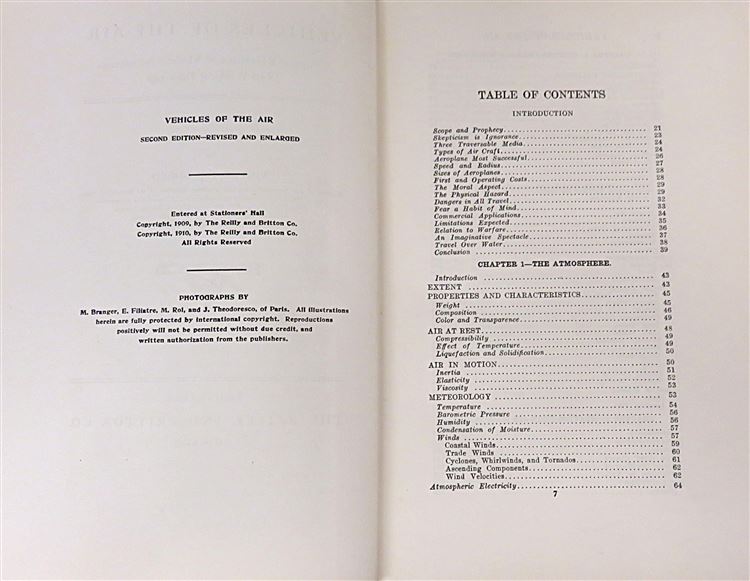 VEHICLES OF THE AIR
SECOND EDITION—REVISED AND ENLARGED
Entered at Stationers' Hall
Copyright, 1909, by The Reilly and Britton Co.
Copyright, 1910, by The Reilly and Britton Co.
All Rights Reserved
PHOTOGRAPHS BY
M. Branger, E. Filiatre, M. Rol, and J. Theodoresco, of Paris. All illustrations
herein are fully protected by international copyright. Reproductions
positively will not be permitted without due credit, and
written authorization from the publishers.
TABLE OF CONTENTS
INTRODUCTION
Scope and Prophecy 21
Skepticism is Ignorance 23
Three Traversable Media 24
Types of Air Craft 24
Aeroplane Most Successful 26
Speed and Radius 27
Sizes of Aeroplanes 28
First and Operating Costs 28
The Moral Aspect 29
The Physical Hazard 29
Dangers in All Travel 32
Fear a Habit of Mind 33
Commercial Applications 34
Limitations Expected 35
Relation to Warfare 36
An Imaginative Spectacle 37
Travel Over Water 38
Conclusion 39
CHAPTER 1—THE ATMOSPHERE.
Introduction 43
EXTENT 43
PROPERTIES AND CHARACTERISTICS 45
Weight 45
Composition 46
Color and Transparence 49
AIR AT REST 48
Compressibility 49
Effect of Temperature 49
Liquefaction and Solidification 50
AIR IN MOTION 50
Inertia 51
Elasticity 52
Viscosity 53
METEOROLOGY 53
Temperature 54
Barometric Pressure 56
Humidity 56
Condensation of Moisture 57
Winds 57
Coastal Winds 59
Trade Winds 60
Cyclones, Whirlwinds, and Tornados 61
Ascending Components 62
Wind Velocities 62
Atmospheric Electricity 64
7